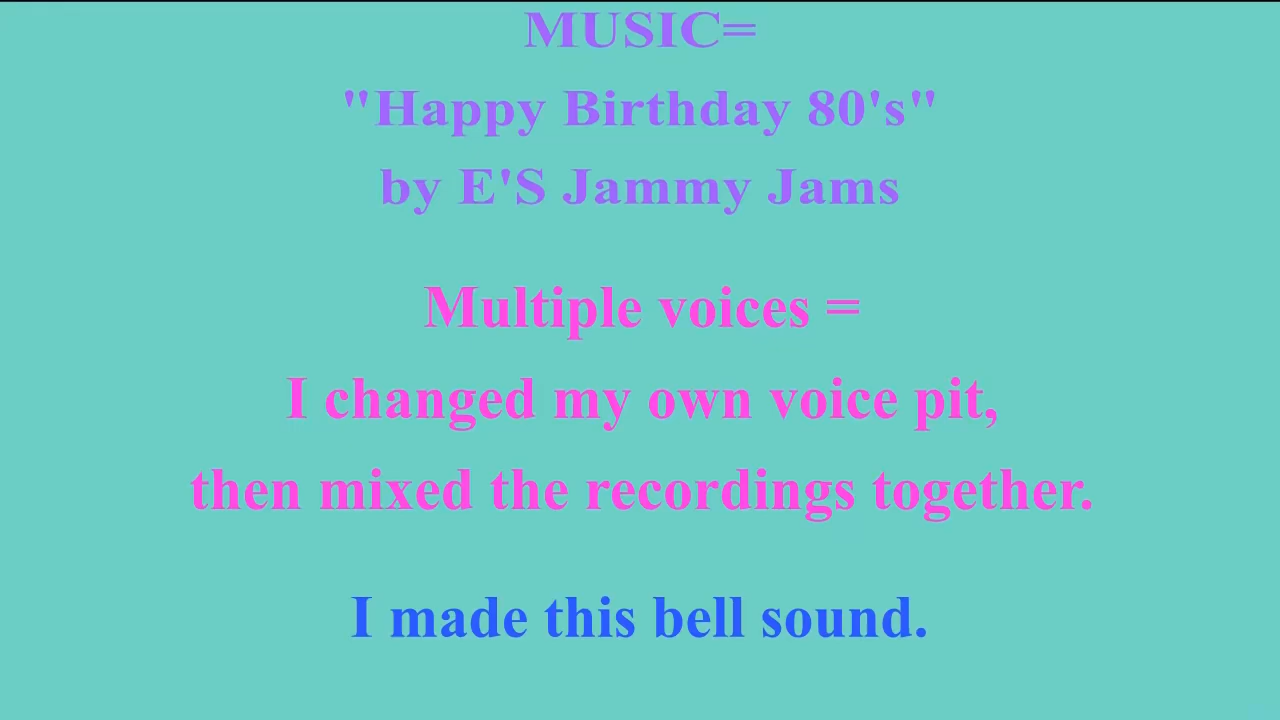 MUSIC=
"Happy Birthday 80's"
by E'S Jammy Jams
Multiple voices =
I changed my own voice pit,
then mixed the recordings together.
I made this bell sound.